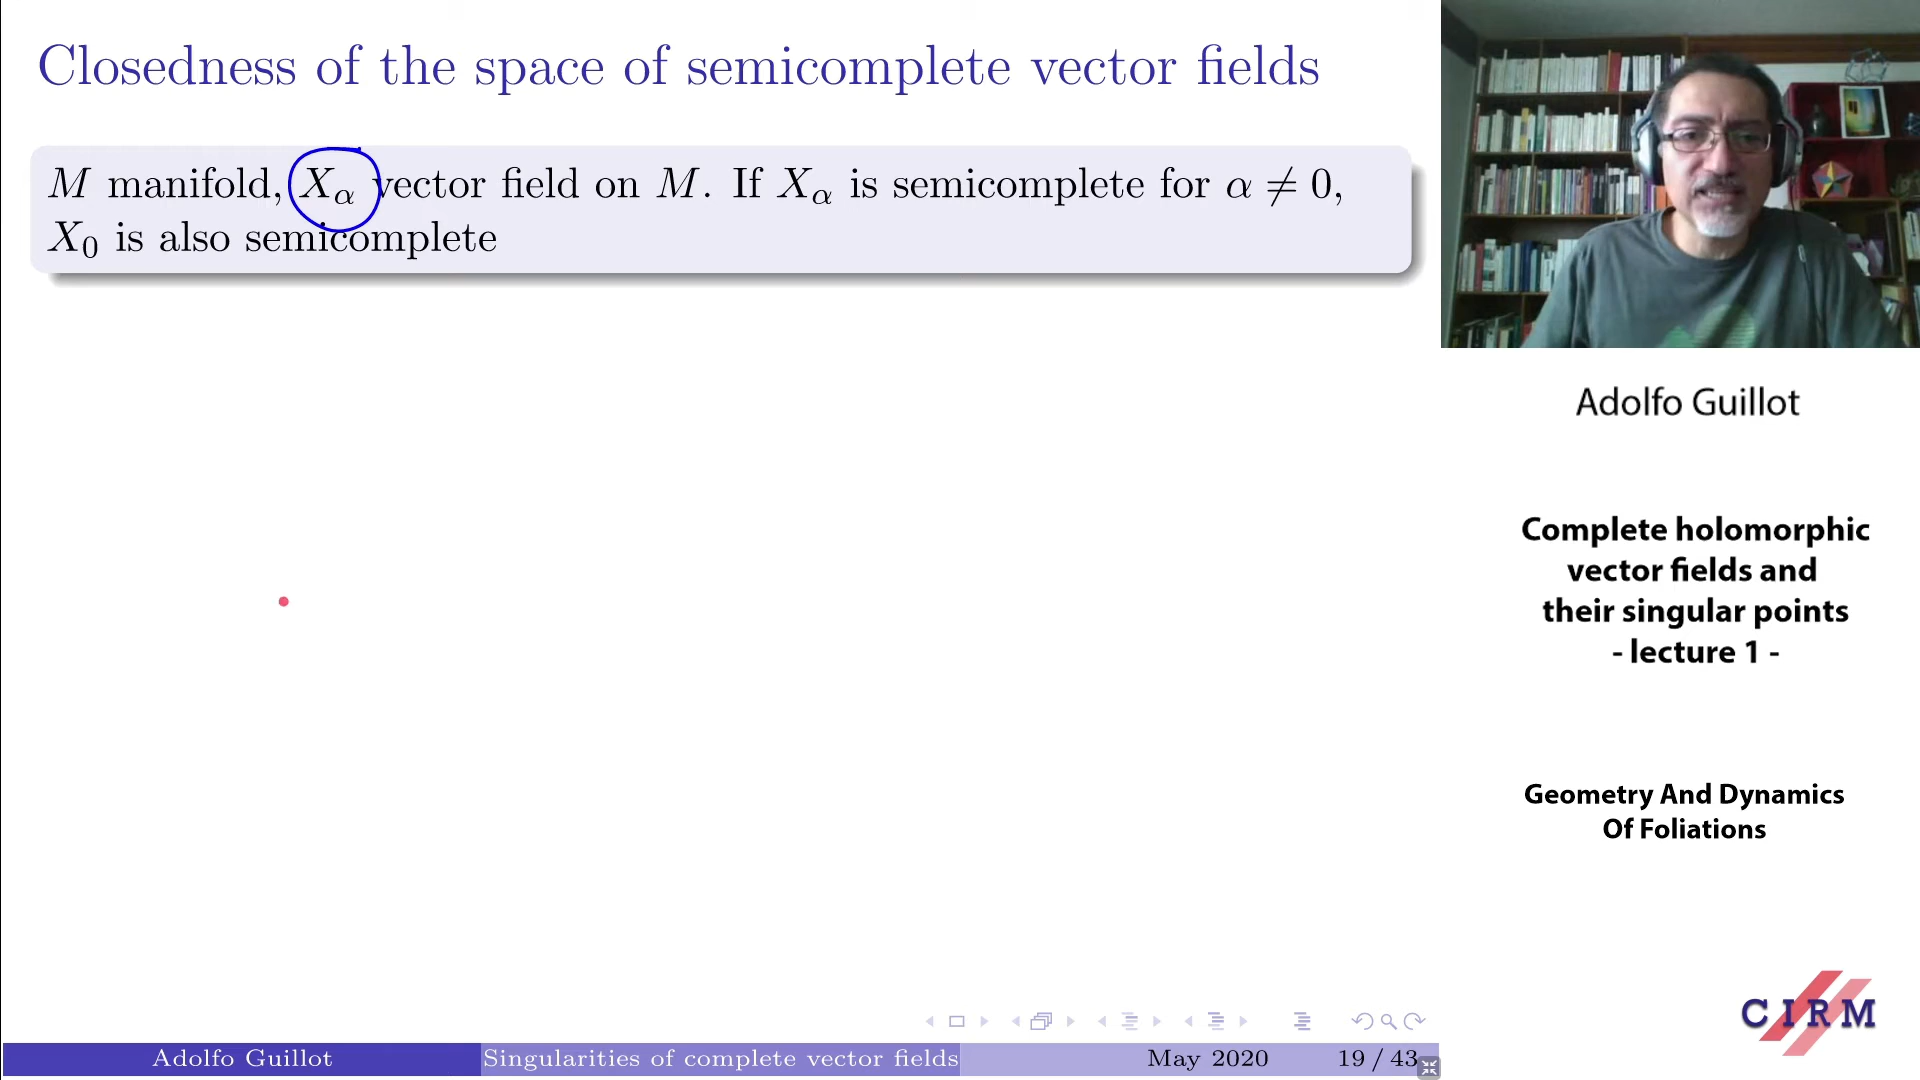 Closedness of the space of semicomplete vector fields
M manifold, Xα vector field on M. If Xα is semicomplete for α ≠ 0,
X0 is also semicomplete
Adolfo Guillot
Complete holomorphic
vector fields and
their singular points
- lecture 1 -
Geometry And Dynamics
Of Foliations
CIRM
Adolfo Guillot
Singularities of complete vector fields
May 2020
19 / 43